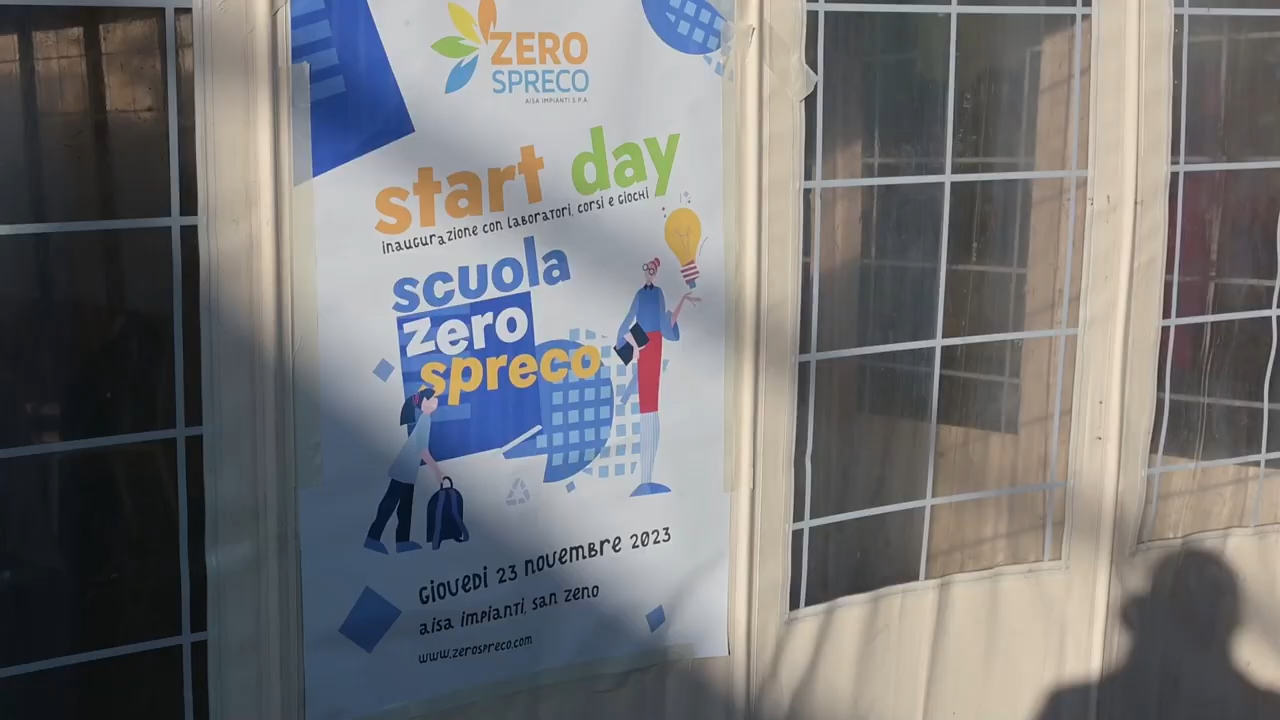 ZERO
SPRECO
AISA IMPIANTI S.P.A.
start day
inaugurazione con laboratori, corsi e giochi
scuola
zero
spreco
giovedì 23 novembre 2023
aisa impianti, san zeno
www.zerospreco.com